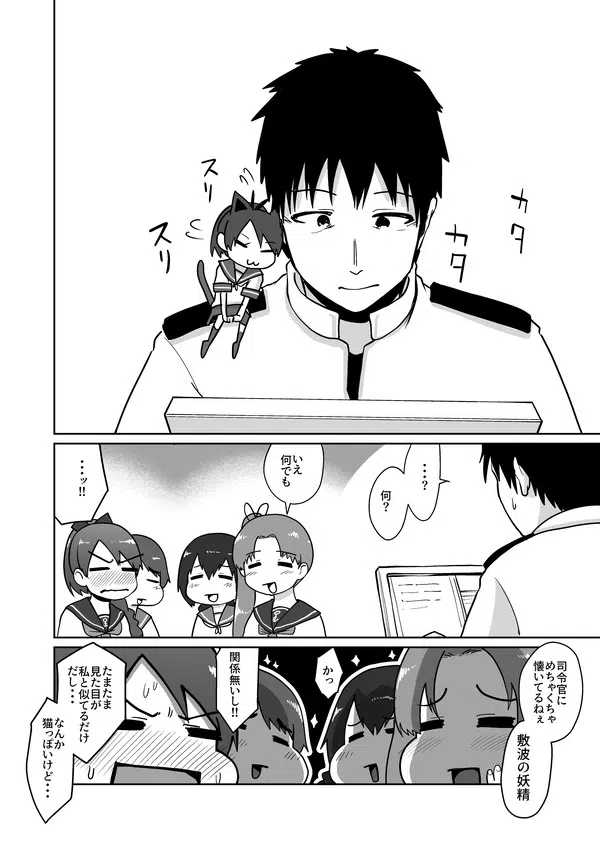 カタ
カタ
スリ
スリ
・・・？
何？
いえ
何でも
・・・ッ!!
司令官に
めちゃくちゃ
懐いてるねぇ
敷波の妖精
かっ
関係無いし!!
たまたま
見た目が
私と似てるだけ
だし・・・
なんか
猫っぽいけど・・・